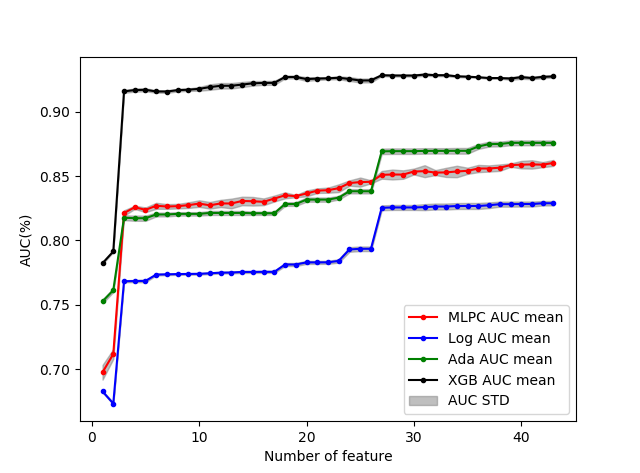 AUC(%)
0.90
0.85
0.80
0.75
0.70
0
10
20
30
40
Number of feature
MLPC AUC mean
Log AUC mean
Ada AUC mean
XGB AUC mean
AUC STD